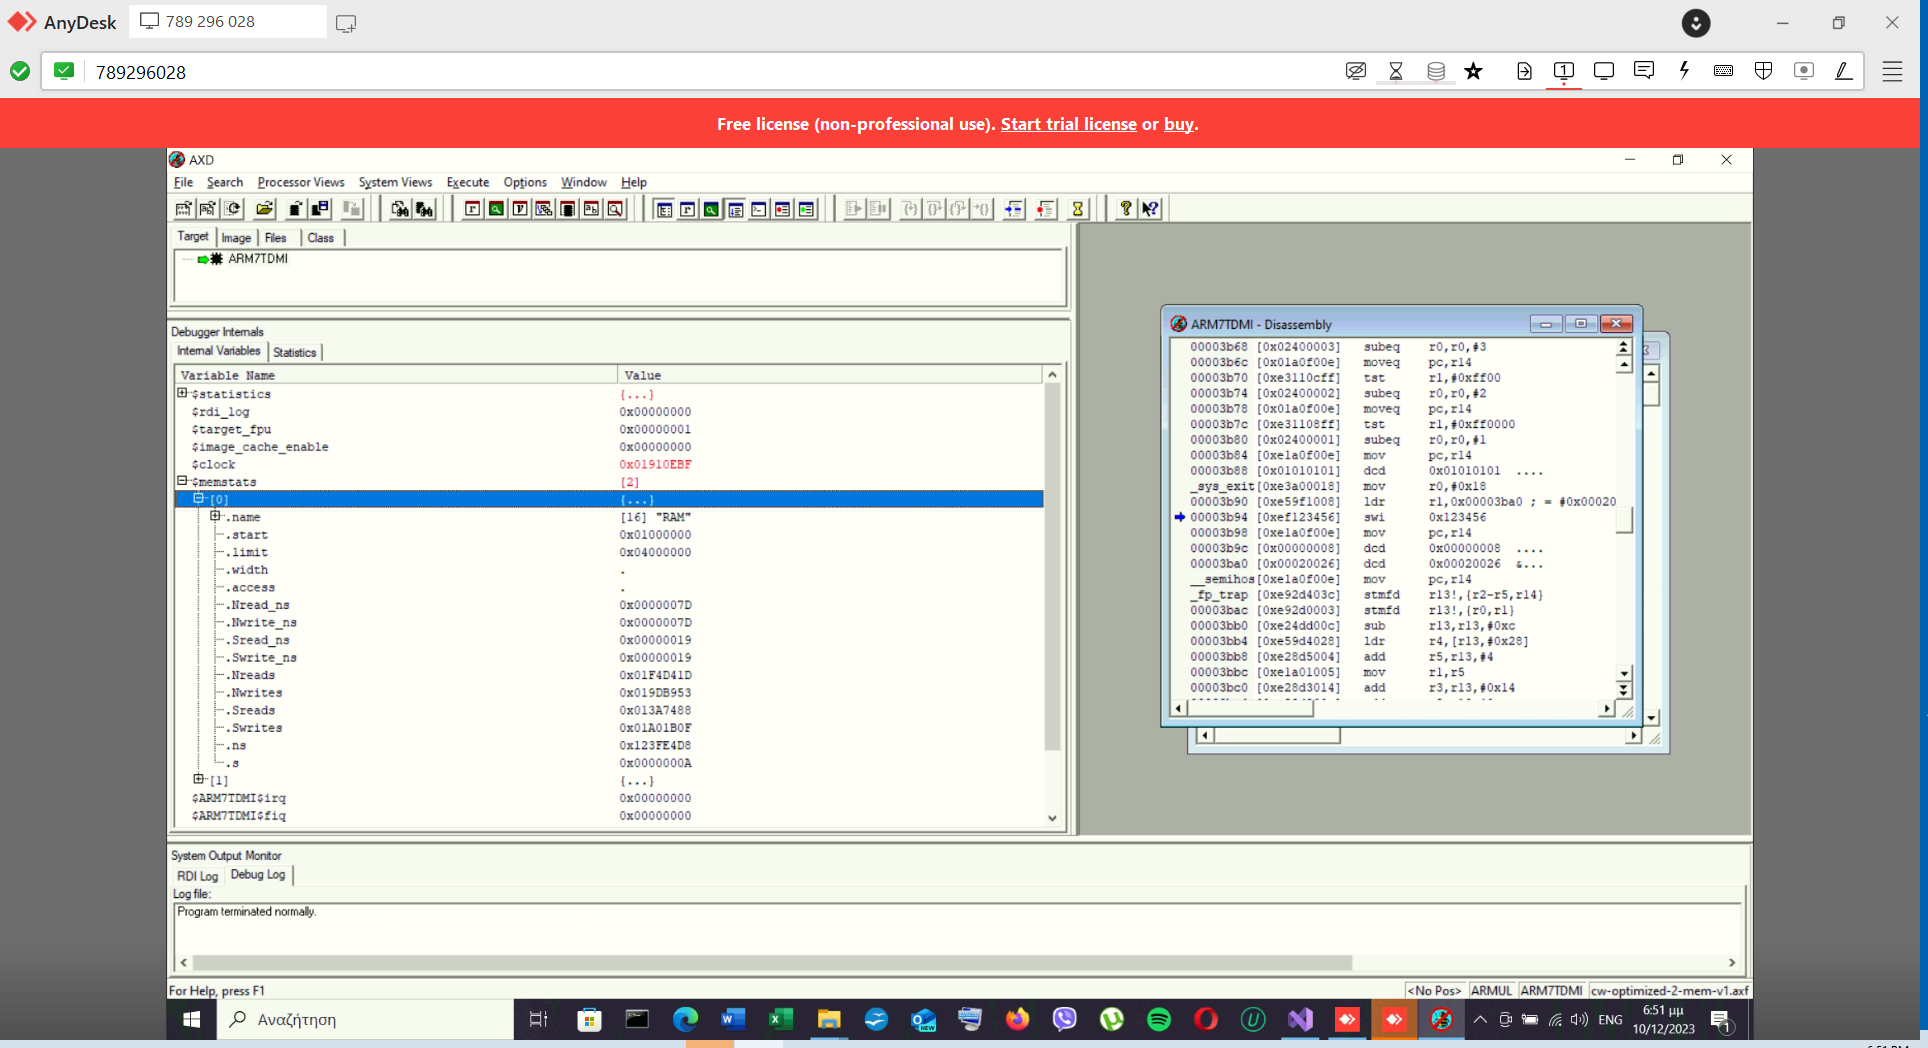 AnyDesk
789 296 028
789296028
1
Free license (non-professional use). Start trial license or buy.
AXD
File Search Processor Views System Views Execute Options Window Help
Target Image Files Class
ARM7TDMI
Debugger Internals
Internal Variables Statistics
Variable Name Value
$statistics {...}
$rdi_log 0x00000000
$target_fpu 0x00000001
$image_cache_enable 0x00000000
$clock 0x01910EBF
$memstats [2]
[0] {...}
.name [16] "RAM"
.start 0x01000000
.limit 0x04000000
.width .
.access .
.Nread_ns 0x0000007D
.Nwrite_ns 0x0000007D
.Sread_ns 0x00000019
.Swrite_ns 0x00000019
.Nreads 0x01F4D41D
.Nwrites 0x019DB953
.Sreads 0x013A7488
.Swrites 0x01A01B0F
.ns 0x123FE4D8
.s 0x0000000A
[1] {...}
$ARM7TDMI$irq 0x00000000
$ARM7TDMI$fiq 0x00000000
ARM7TDMI - Disassembly
00003b68 [0x02400003] subeq r0,r0,#3
00003b6c [0x01a0f00e] moveq pc,r14
00003b70 [0xe3110cff] tst r1,#0xff00
00003b74 [0x02400002] subeq r0,r0,#2
00003b78 [0x01a0f00e] moveq pc,r14
00003b7c [0xe31108ff] tst r1,#0xff0000
00003b80 [0x02400001] subeq r0,r0,#1
00003b84 [0xe1a0f00e] mov pc,r14
00003b88 [0x01010101] dcd 0x01010101 ....
_sys_exit[0xe3a00018] mov r0,#0x18
00003b90 [0xe59f1008] ldr r1,0x00003ba0 ; = #0x00020
00003b94 [0xef123456] swi 0x123456
00003b98 [0xe1a0f00e] mov pc,r14
00003b9c [0x00000008] dcd 0x00000008 ....
00003ba0 [0x00020026] dcd 0x00020026 &...
__semihos[0xe1a0f00e] mov pc,r14
_fp_trap [0xe92d403c] stmfd r13!,{r2-r5,r14}
00003bac [0xe92d0003] stmfd r13!,{r0,r1}
00003bb0 [0xe24dd00c] sub r13,r13,#0xc
00003bb4 [0xe59d4028] ldr r4,[r13,#0x28]
00003bb8 [0xe28d5004] add r5,r13,#4
00003bbc [0xe1a01005] mov r1,r5
00003bc0 [0xe28d3014] add r3,r13,#0x14
System Output Monitor
RDI Log Debug Log
Log file:
Program terminated normally.
For Help, press F1
<No Pos> ARMUL ARM7TDMI cw-optimized-2-mem-v1.axf
Αναζήτηση
ENG
6:51 μμ
10/12/2023
1